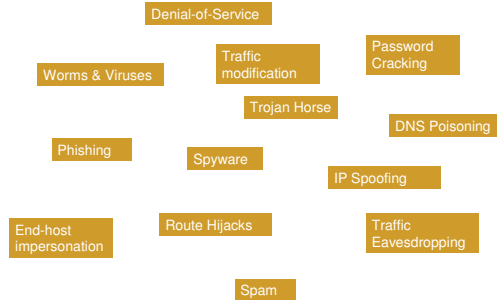 Denial-of-Service
Traffic
modification
Password
Cracking
Worms & Viruses
Trojan Horse
DNS Poisoning
Phishing
Spyware
IP Spoofing
End-host
impersonation
Route Hijacks
Traffic
Eavesdropping
Spam